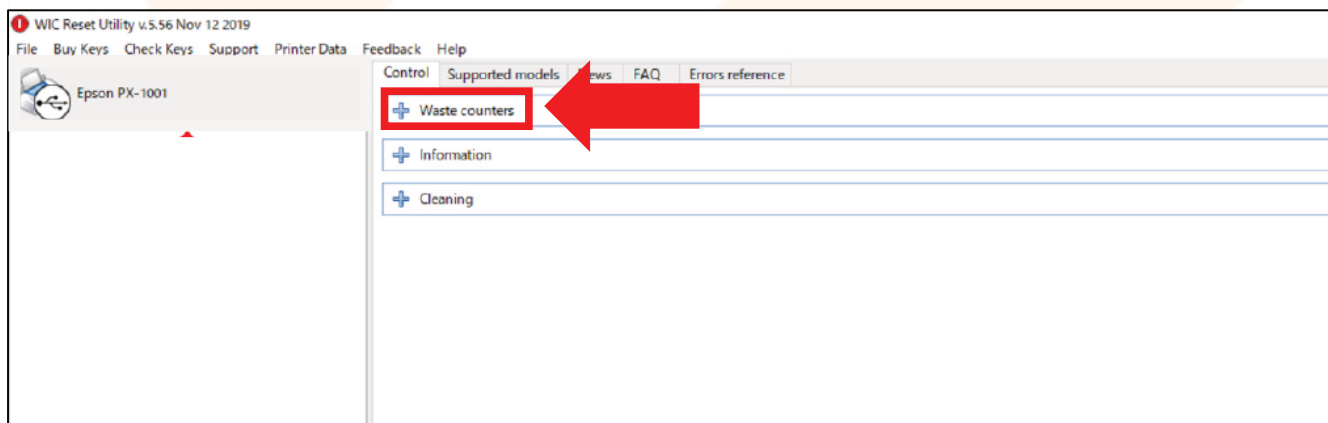 WIC Reset Utility v.5.56 Nov 12 2019
File Buy Keys Check Keys Support Printer Data Feedback Help
Epson PX-1001
Control Supported models FAQ Errors reference
Waste counters
Information
Cleaning